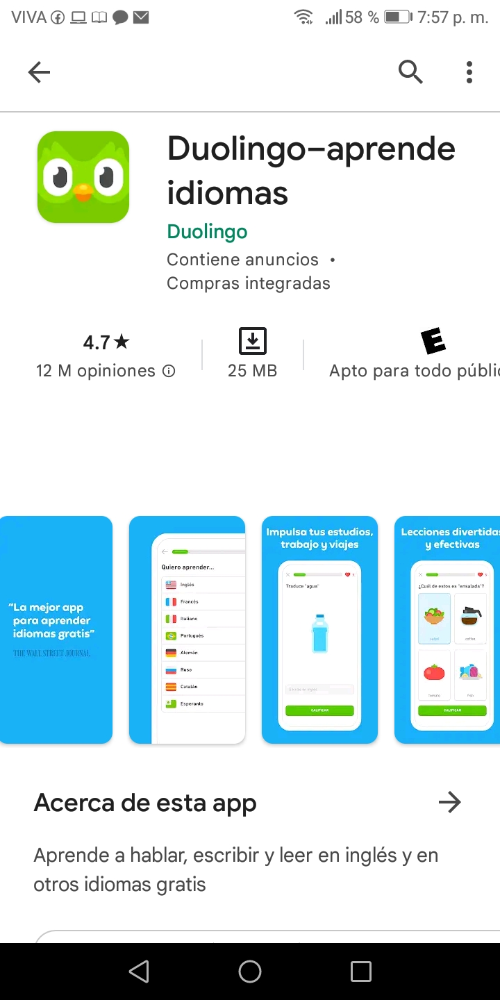 VIVA 58 % 7:57 p. m.
Duolingo–aprende
idiomas
Duolingo
Contiene anuncios •
Compras integradas
4.7★
12 M opiniones
25 MB
E
Apto para todo públic
"La mejor app
para aprender
idiomas gratis"
THE WALL STREET JOURNAL
Quiero aprender...
Inglés
Francés
Italiano
Portugués
Alemán
Ruso
Catalán
Esperanto
Impulsa tus estudios,
trabajo y viajes
Traduce "agua"
Escribe en inglés
CALIFICAR
Lecciones divertidas
y efectivas
¿Cuál de estos es "ensalada"?
salad
coffee
tomato
fish
CALIFICAR
Acerca de esta app
Aprende a hablar, escribir y leer en inglés y en
otros idiomas gratis